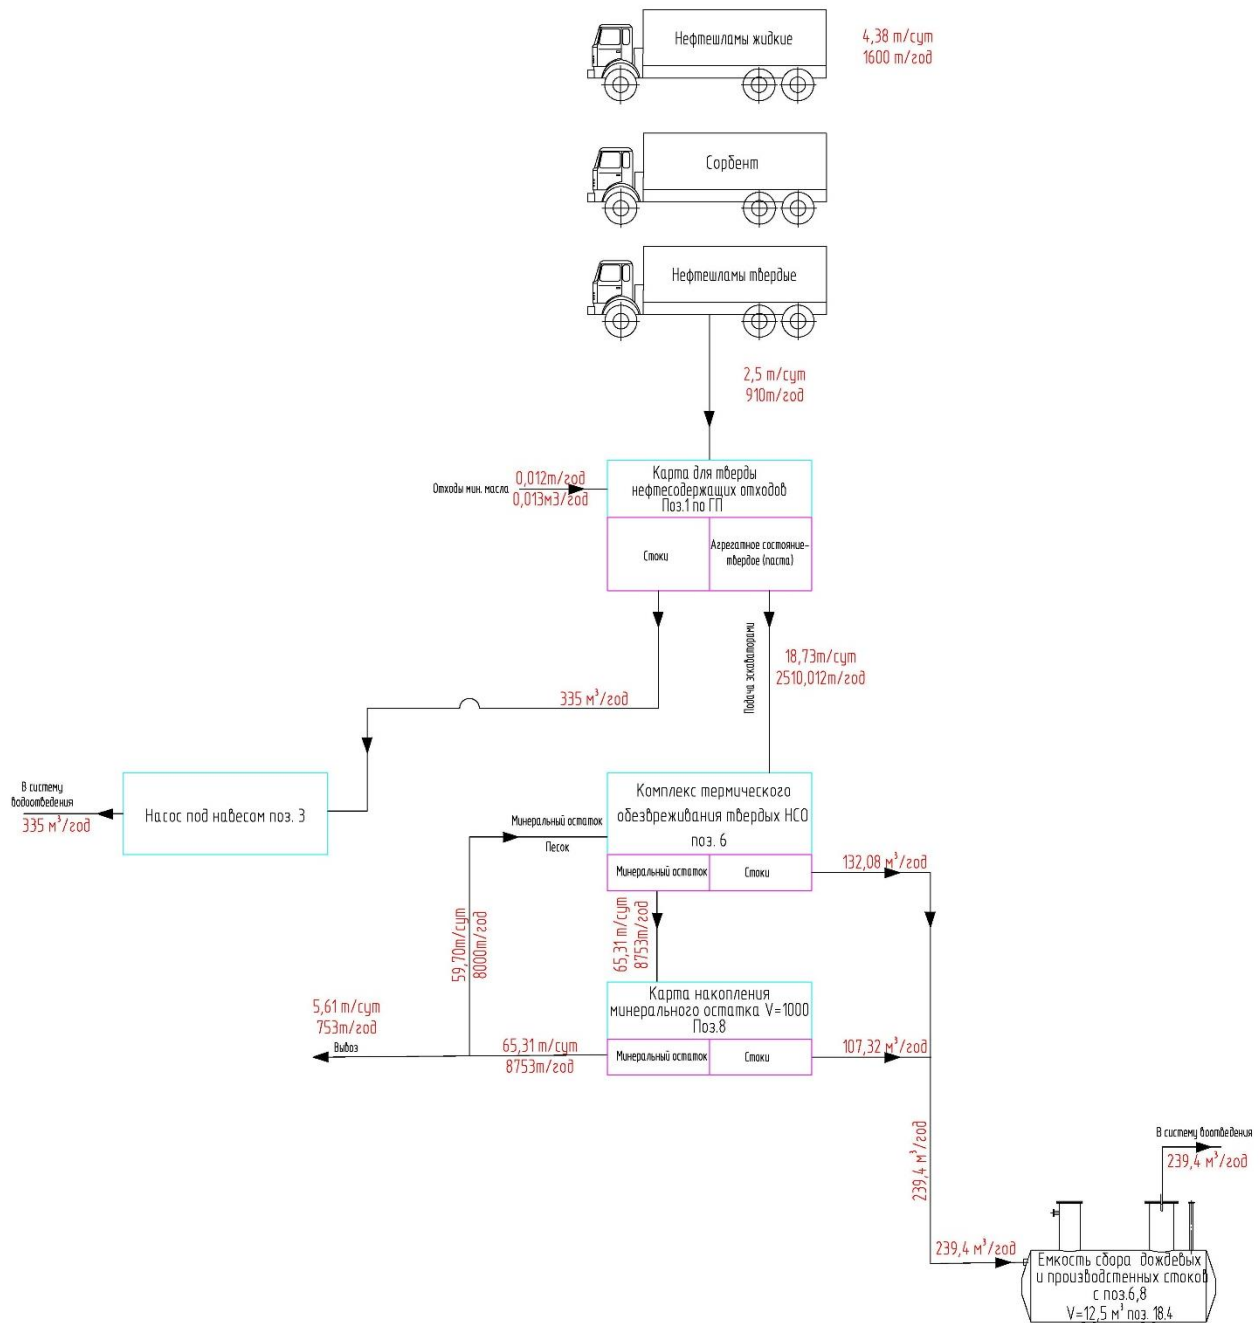 Нефтешламы жидкие
4,38 т/сут
1600 т/год
Сорбент
Нефтешламы твердые
2,5 т/сут
910т/год
Отходы мин. масла
0,012т/год
0,013м3/год
Карта для тверды
нефтесодержащих отходов
Поз.1 по ГП
Стоки
Агрегатное состояние-
твердое (паста)
Подача эскаваторами
18,73т/сут
2510,012т/год
335 м³/год
В систему
водоотведения
335 м³/год
Насос под навесом поз. 3
Минеральный остаток
Песок
Комплекс термического
обезвреживания твердых НСО
поз. 6
Минеральный остаток
Стоки
132,08 м³/год
59,70т/сут
8000т/год
65,31 т/сут
8753т/год
Карта накопления
минерального остатка V=1000
Поз.8
Минеральный остаток
Стоки
5,61 т/сут
753т/год
Вывоз
65,31 т/сут
8753т/год
107,32 м³/год
239,4 м³/год
В систему воотведения
239,4 м³/год
239,4 м³/год
Емкость сбора дождевых
и производственных стоков
с поз.6,8
V=12,5 м³ поз. 18.4